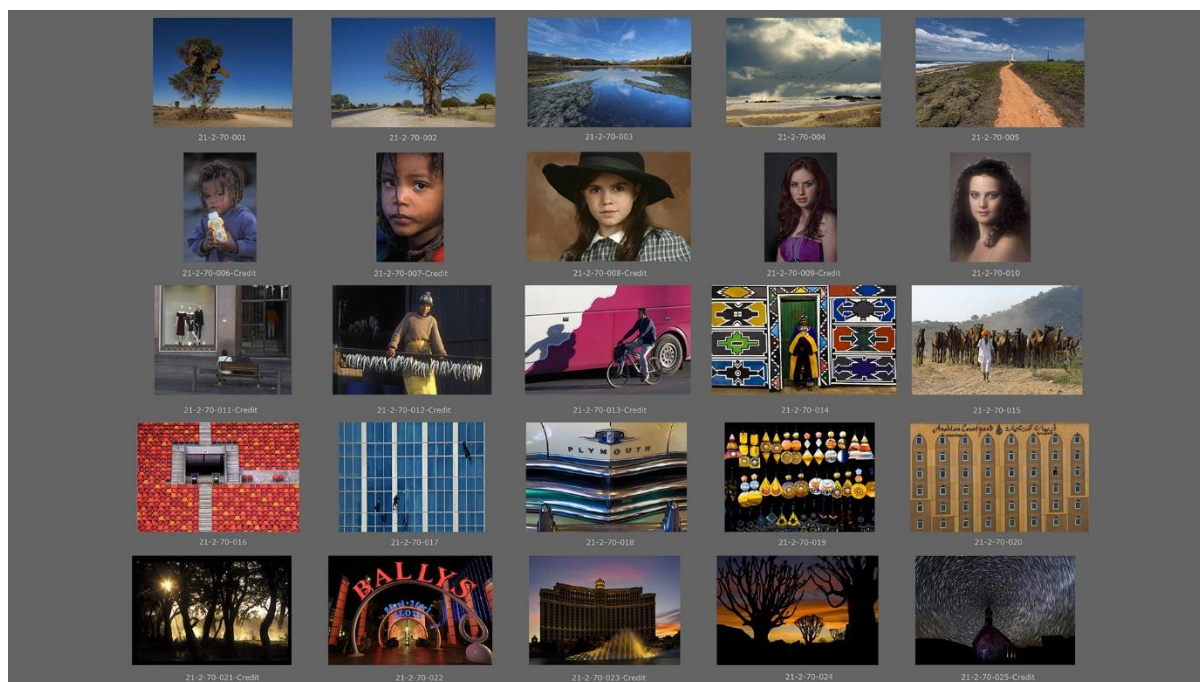 21-2-70-001
21-2-70-002
21-2-70-003
21-2-70-004
21-2-70-005
21-2-70-006-Credit
21-2-70-007-Credit
21-2-70-008-Credit
21-2-70-009-Credit
21-2-70-010
21-2-70-011-Credit
21-2-70-012-Credit
21-2-70-013-Credit
21-2-70-014
21-2-70-015
PLYMOUTH
Arabian Courtyard
21-2-70-016
21-2-70-017
21-2-70-018
21-2-70-019
21-2-70-020
BALLYS
SLOTS
21-2-70-021-Credit
21-2-70-022
21-2-70-023-Credit
21-2-70-024
21-2-70-025-Credit